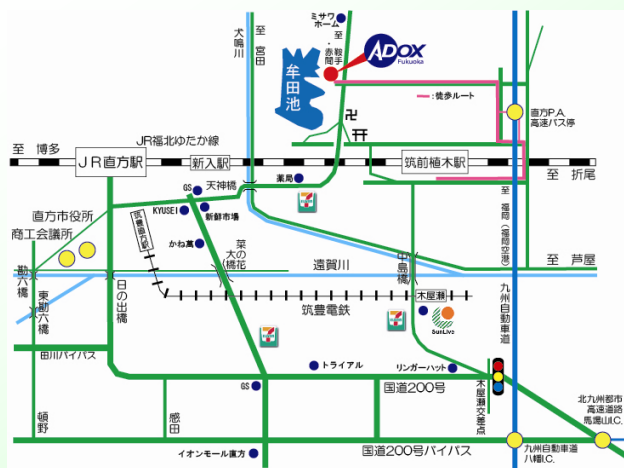 ミサワ
ホーム
至 鞍手
・赤間
ADOX
Fukuoka
犬鳴川
至 宮田
牟田池
━:徒歩ルート
直方P.A.
高速バス停
至 博多
JR福北ゆたか線
JR直方駅
新入駅
筑前植木駅
至 折尾
GS
天神橋
薬局
KYUSEI
新鮮市場
直方市役所
商工会議所
筑豊直方駅
かね萬
菜の花
大橋
遠賀川
中島橋
至 福岡(福岡空港)
至 芦屋
勘六橋
東勘六橋
日の出橋
筑豊電鉄
木屋瀬
SunLive
九州自動車道
田川バイパス
トライアル
リンガーハット
GS
国道200号
木屋瀬交差点
北九州都市
高速道路
馬場山I.C.
頓野
感田
イオンモール直方
国道200号バイパス
九州自動車道
八幡I.C.